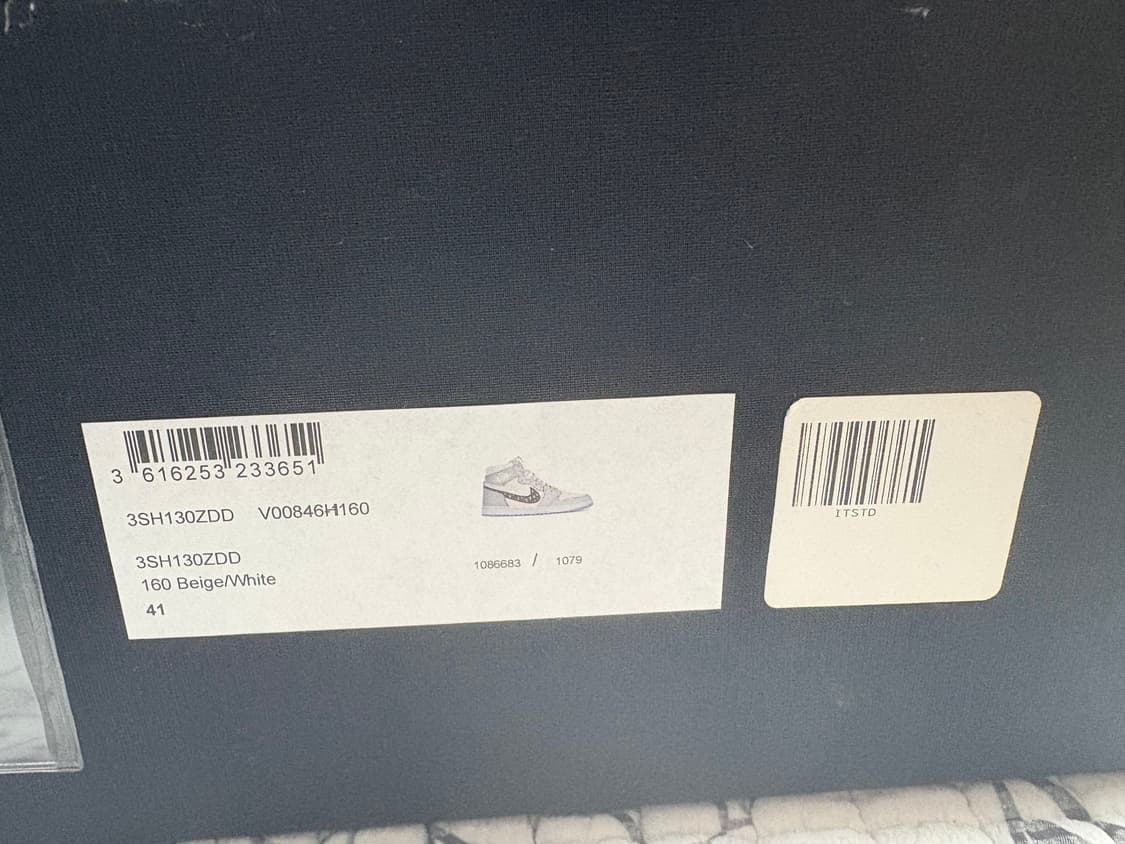 3 616253 233651
3SH130ZDD V00846H160
3SH130ZDD
160 Beige/White
41
1086683 / 1079
ITSTD